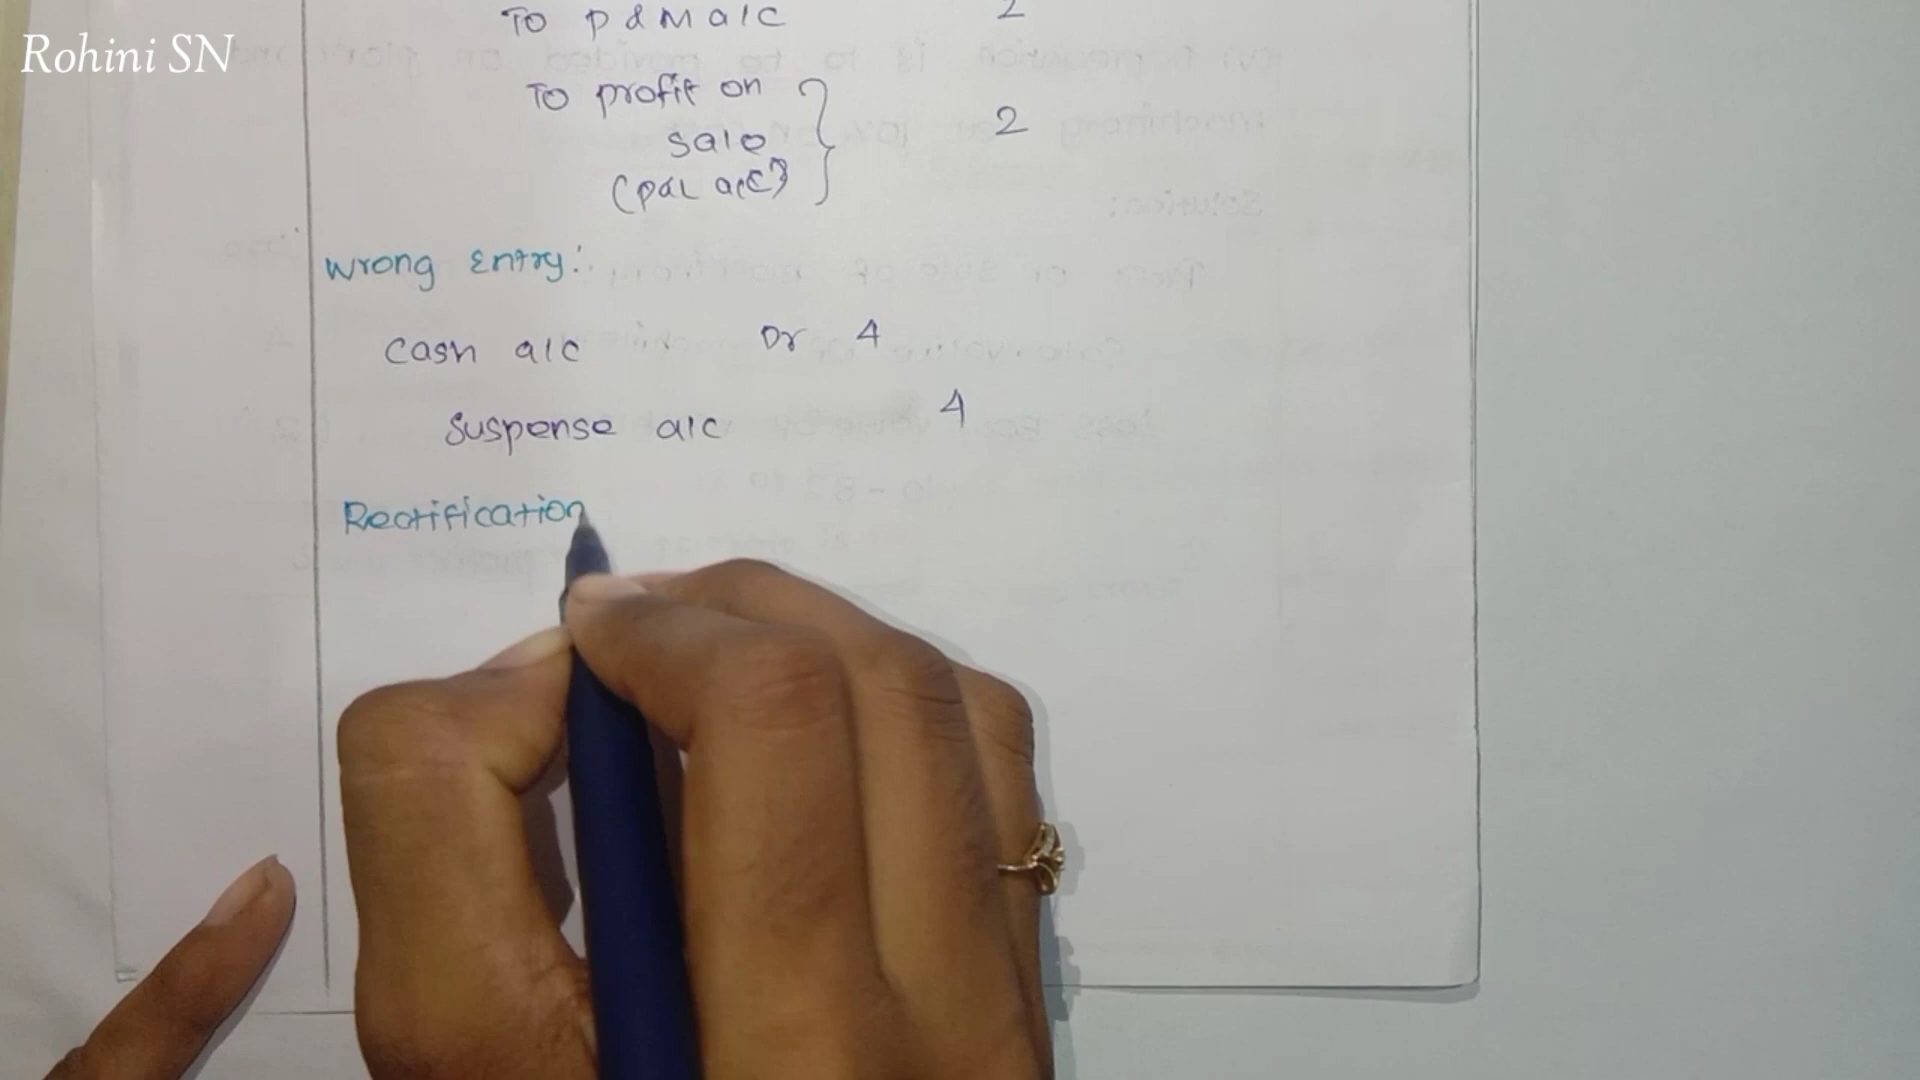 Rohini SN
To P & M a/c 2
To profit on
sale 2
(P&L a/c)
Wrong Entry:
Cash a/c Dr 4
Suspense a/c 4
Rectification